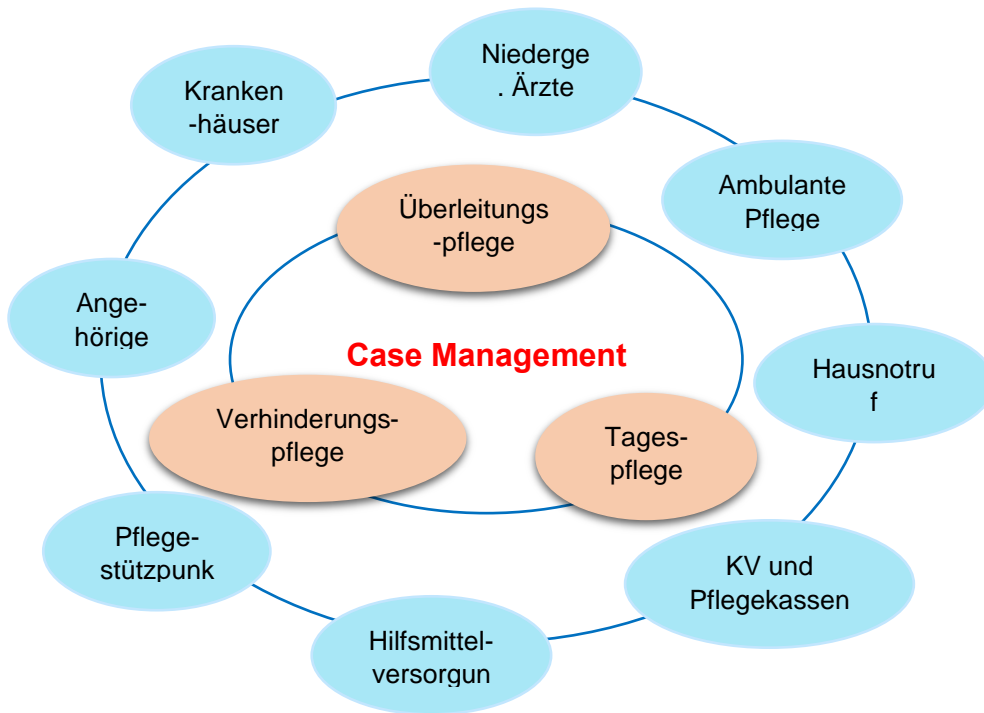 Niederge
. Ärzte
Kranken
-häuser
Ambulante
Pflege
Überleitungs
-pflege
Ange-
hörige
Case Management
Hausnotru
f
Verhinderungs-
pflege
Tages-
pflege
Pflege-
stützpunk
KV und
Pflegekassen
Hilfsmittel-
versorgun